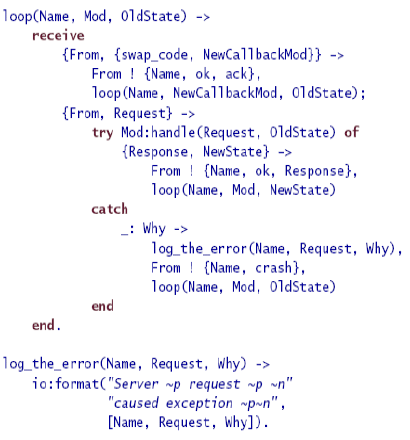 loop(Name, Mod, OldState) ->
receive
{From, {swap_code, NewCallbackMod}} ->
From ! {Name, ok, ack},
loop(Name, NewCallbackMod, OldState);
{From, Request} ->
try Mod:handle(Request, OldState) of
{Response, NewState} ->
From ! {Name, ok, Response},
loop(Name, Mod, NewState)
catch
_: Why ->
log_the_error(Name, Request, Why),
From ! {Name, crash},
loop(Name, Mod, OldState)
end
end.
log_the_error(Name, Request, Why) ->
io:format("Server ~p request ~p ~n"
"caused exception ~p~n",
[Name, Request, Why]).